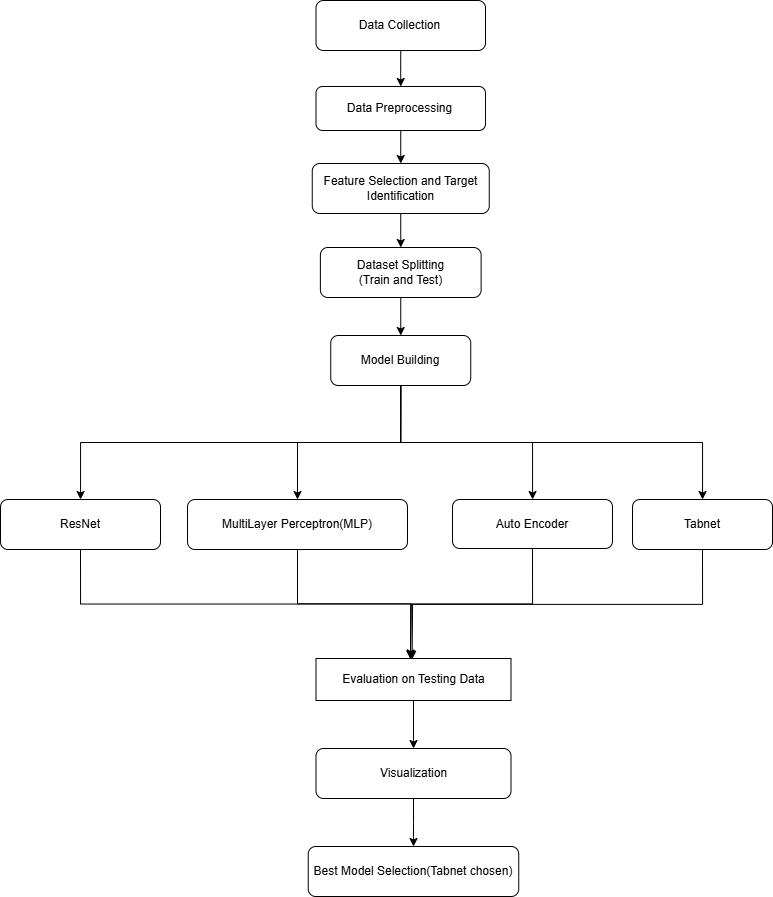 Data Collection
Data Preprocessing
Feature Selection and Target
Identification
Dataset Splitting
(Train and Test)
Model Building
ResNet
MultiLayer Perceptron(MLP)
Auto Encoder
Tabnet
Evaluation on Testing Data
Visualization
Best Model Selection(Tabnet chosen)